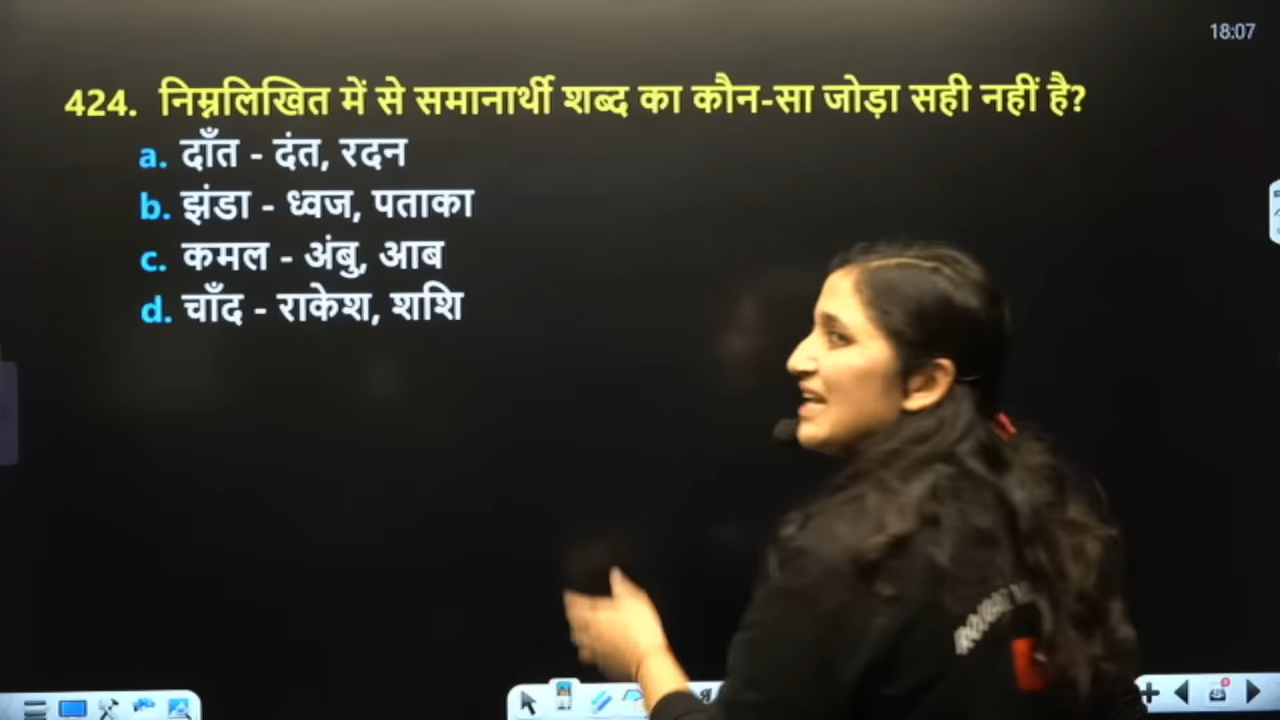 18:07
424. निम्नलिखित में से समानार्थी शब्द का कौन-सा जोड़ा सही नहीं है?
a. दाँत - दंत, रदन
b. झंडा - ध्वज, पताका
c. कमल - अंबु, आब
d. चाँद - राकेश, शशि